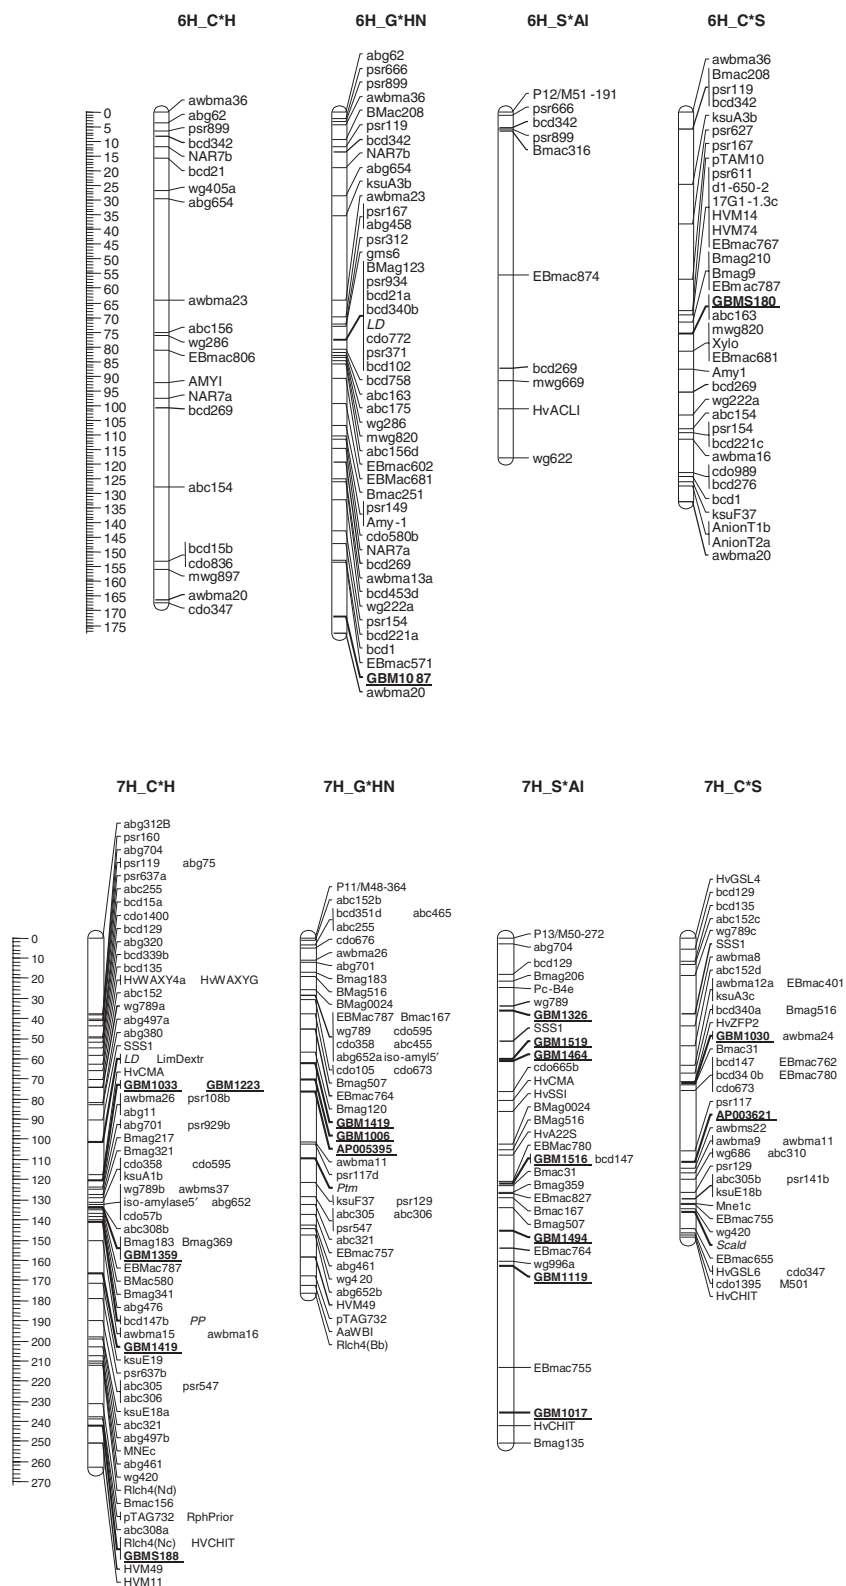 6H_C*H
0
5
10
15
20
25
30
35
40
45
50
55
60
65
70
75
80
85
90
95
100
105
110
115
120
125
130
135
140
145
150
155
160
165
170
175
awbma36
abg62
psr899
bcd342
NAR7b
bcd21
wg405a
abg654
awbma23
abc156
wg286
EBmac806
AMYI
NAR7a
bcd269
abc154
bcd15b
cdo836
mwg897
awbma20
cdo347
6H_G*HN
abg62
psr666
psr899
awbma36
BMac208
psr119
bcd342
NAR7b
abg654
ksuA3b
awbma23
psr167
abg458
psr312
gms6
BMag123
psr934
bcd21a
bcd340b
LD
cdo772
psr371
bcd102
bcd758
abc163
abc175
wg286
mwg820
abc156d
EBmac602
EBmac681
Bmac251
psr149
Amy-1
cdo580b
NAR7a
bcd269
awbma13a
bcd453d
wg222a
psr154
bcd221a
bcd1
EBmac571
GBM1087
awbma20
6H_S*Al
P12/M51 -191
psr666
bcd342
psr899
Bmac316
EBmac874
bcd269
mwg669
HvACLI
wg622
6H_C*S
awbma36
Bmac208
psr119
bcd342
ksuA3b
psr627
psr167
pTAM10
psr611
d1-650-2
17G1-1.3c
HVM14
HVM74
EBmac767
Bmag210
Bmag9
EBmac787
GBMS180
abc163
mwg820
Xylo
EBmac681
Amy1
bcd269
wg222a
abc154
psr154
bcd221c
awbma16
cdo989
bcd276
bcd1
ksuF37
AnionT1b
AnionT2a
awbma20
7H_C*H
0
10
20
30
40
50
60
70
80
90
100
110
120
130
140
150
160
170
180
190
200
210
220
230
240
250
260
270
abg312B
psr160
abg704
psr119 abg75
psr637a
abc255
bcd15a
cdo1400
bcd129
abg320
bcd339b
bcd135
HvWAXY4a HvWAXYG
abc152
wg789a
abg497a
abg380
SSS1
LD LimDextr
HvCMA
GBM1033 GBM1223
awbma26 psr108b
abg11
abg701 psr929b
Bmag217
Bmag321
cdo358 cdo595
ksuA1b
wg789b awbms37
iso-amylase5' abg652
cdo57b
abc308b
Bmag183 Bmag369
GBM1359
EBMac787
BMac580
Bmag341
abg476
bcd147b PP
awbma15 awbma16
GBM1419
ksuE19
psr637b
abc305 psr547
abc306
ksuE18a
abc321
abg497b
MNEc
abg461
wg420
Rlch4(Nd)
Bmac156
pTAG732 RphPrior
abc308a
Rlch4(Nc) HVCHIT
GBMS188
HVM49
HVM11
7H_G*HN
P11/M48-364
abc152b
bcd351d abc465
abc255
cdo676
awbma26
abg701
Bmag183
BMag516
BMag0024
EBMac787 Bmac167
wg789 cdo595
cdo358 abc455
abg652a iso-amyl5'
cdo105 cdo673
Bmag507
EBmac764
Bmag120
GBM1419
GBM1006
AP005395
awbma11
psr117d
Ptm
ksuF37 psr129
abc305 abc306
psr547
abc321
EBmac757
abg461
wg420
abg652b
HVM49
pTAG732
AaWBI
Rlch4(Bb)
7H_S*Al
P13/M50-272
abg704
bcd129
Bmag206
Pc-B4e
wg789
GBM1326
SSS1
GBM1519
GBM1464
cdo665b
HvCMA
HvSSI
BMag0024
BMag516
HvA22S
EBMag780
GBM1516 bcd147
Bmac31
Bmag359
EBmac827
Bmac167
Bmag507
GBM1494
EBmac764
wg996a
GBM1119
EBmac755
GBM1017
HvCHIT
Bmag135
7H_C*S
HvGSL4
bcd129
bcd135
abc152c
wg789c
SSS1
awbma8
abc152d
awbma12a EBmac401
ksuA3c
bcd340a Bmag516
HvZFP2
GBM1030 awbma24
Bmac31
bcd147 EBmac762
bcd340b EBmac780
cdo673
psr117
AP003621
awbms22
awbma9 awbma11
wg686 abc310
psr129
abc305b psr141b
ksuE18b
Mne1c
EBmac755
wg420
Scald
EBmac655
HvGSL6 cdo347
cdo1395 M501
HvCHIT